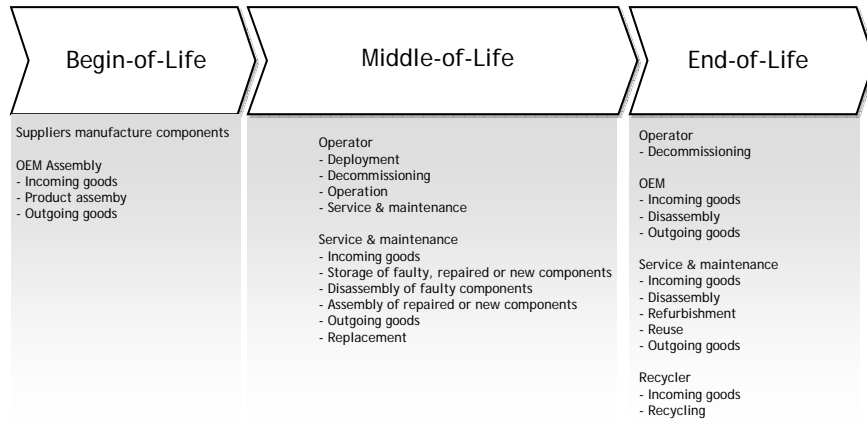 Begin-of-Life
Middle-of-Life
End-of-Life
Suppliers manufacture components
OEM Assembly
- Incoming goods
- Product assemby
- Outgoing goods
Operator
- Deployment
- Decommissioning
- Operation
- Service & maintenance
Service & maintenance
- Incoming goods
- Storage of faulty, repaired or new components
- Disassembly of faulty components
- Assembly of repaired or new components
- Outgoing goods
- Replacement
Operator
- Decommissioning
OEM
- Incoming goods
- Disassembly
- Outgoing goods
Service & maintenance
- Incoming goods
- Disassembly
- Refurbishment
- Reuse
- Outgoing goods
Recycler
- Incoming goods
- Recycling